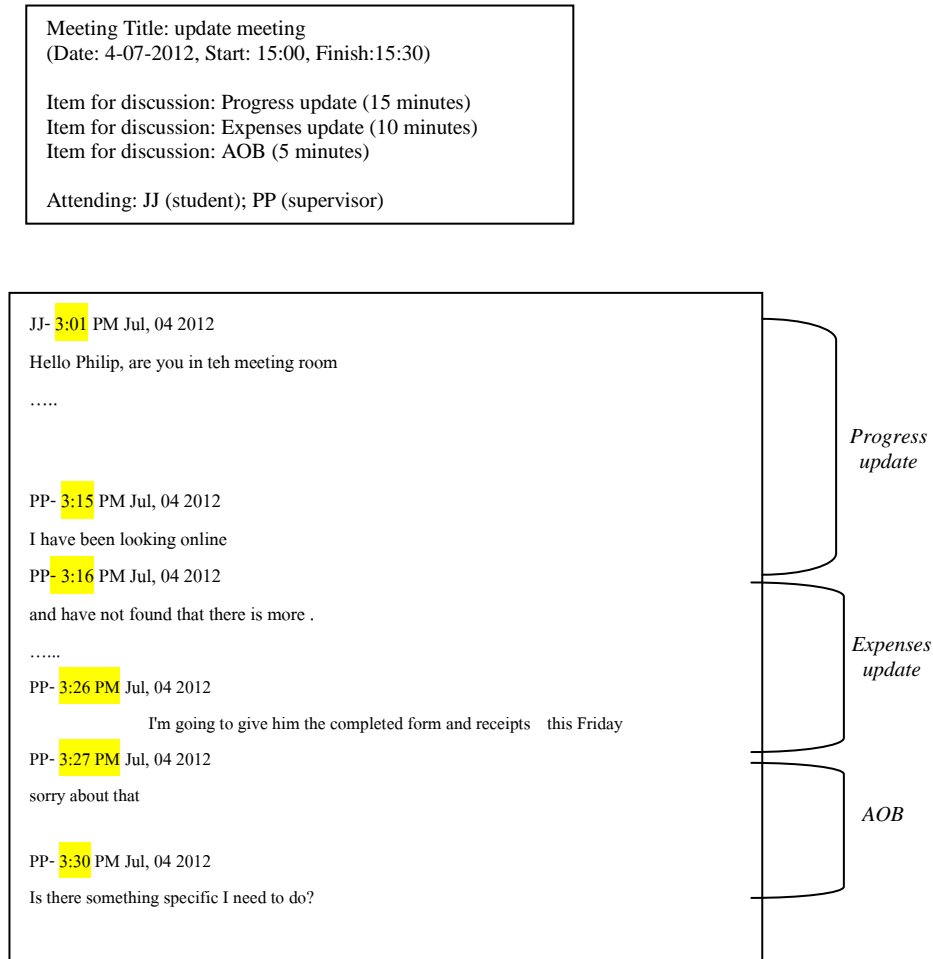 Meeting Title: update meeting
(Date: 4-07-2012, Start: 15:00, Finish:15:30)
Item for discussion: Progress update (15 minutes)
Item for discussion: Expenses update (10 minutes)
Item for discussion: AOB (5 minutes)
Attending: JJ (student); PP (supervisor)
JJ- 3:01 PM Jul, 04 2012
Hello Philip, are you in teh meeting room
.....
PP- 3:15 PM Jul, 04 2012
I have been looking online
PP- 3:16 PM Jul, 04 2012
and have not found that there is more .
......
PP- 3:26 PM Jul, 04 2012
I'm going to give him the completed form and receipts this Friday
PP- 3:27 PM Jul, 04 2012
sorry about that
PP- 3:30 PM Jul, 04 2012
Is there something specific I need to do?
Progress
update
Expenses
update
AOB